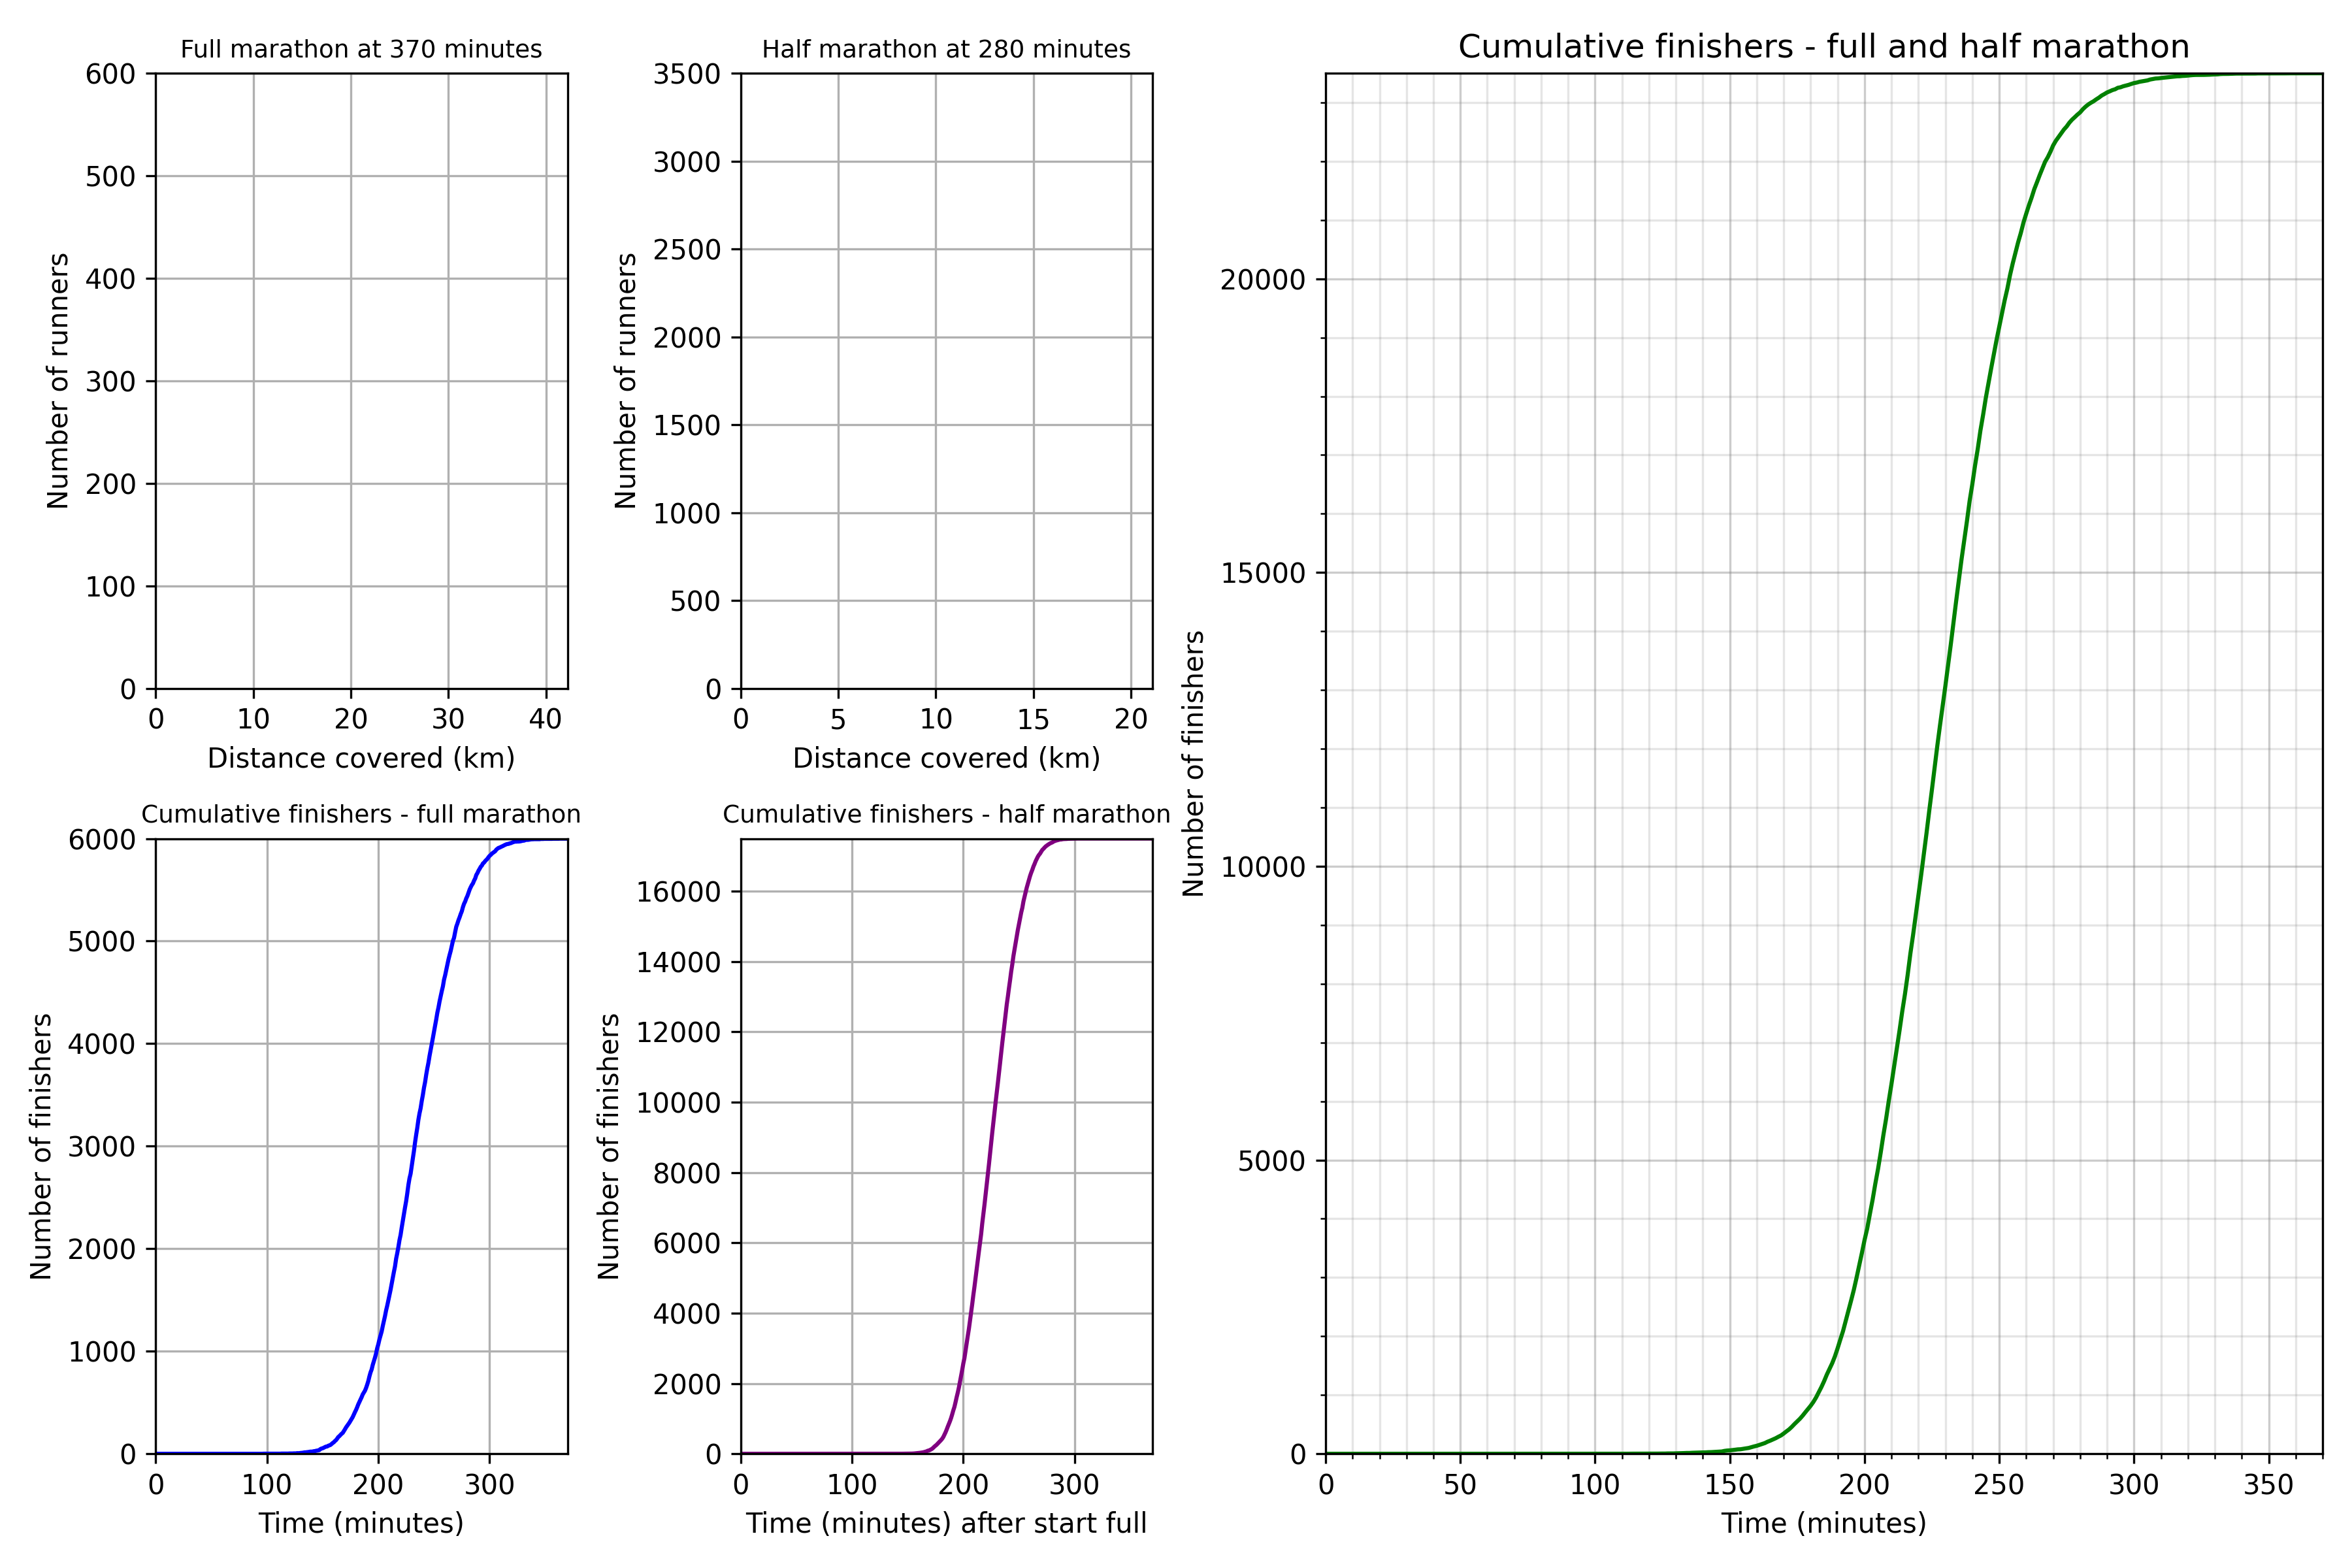 Full marathon at 370 minutes
600
500
400
300
200
100
0
Number of runners
0 10 20 30 40
Distance covered (km)
Half marathon at 280 minutes
3500
3000
2500
2000
1500
1000
500
0
Number of runners
0 5 10 15 20
Distance covered (km)
Cumulative finishers - full marathon
6000
5000
4000
3000
2000
1000
0
Number of finishers
0 100 200 300
Time (minutes)
Cumulative finishers - half marathon
16000
14000
12000
10000
8000
6000
4000
2000
0
Number of finishers
0 100 200 300
Time (minutes) after start full
Cumulative finishers - full and half marathon
20000
15000
10000
5000
0
Number of finishers
0 50 100 150 200 250 300 350
Time (minutes)